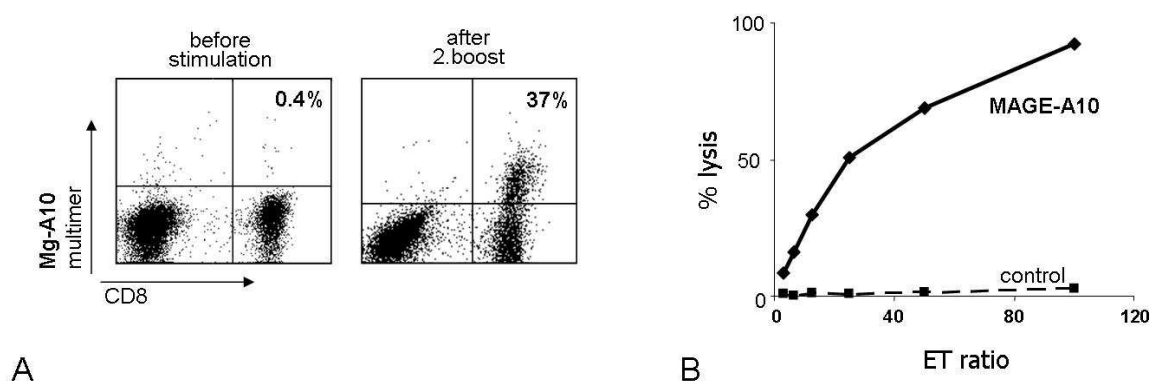 before
stimulation
after
2.boost
0.4%
37%
Mg-A10
multimer
CD8
A
100
50
0
% lysis
MAGE-A10
control
0
40
80
120
ET ratio
B